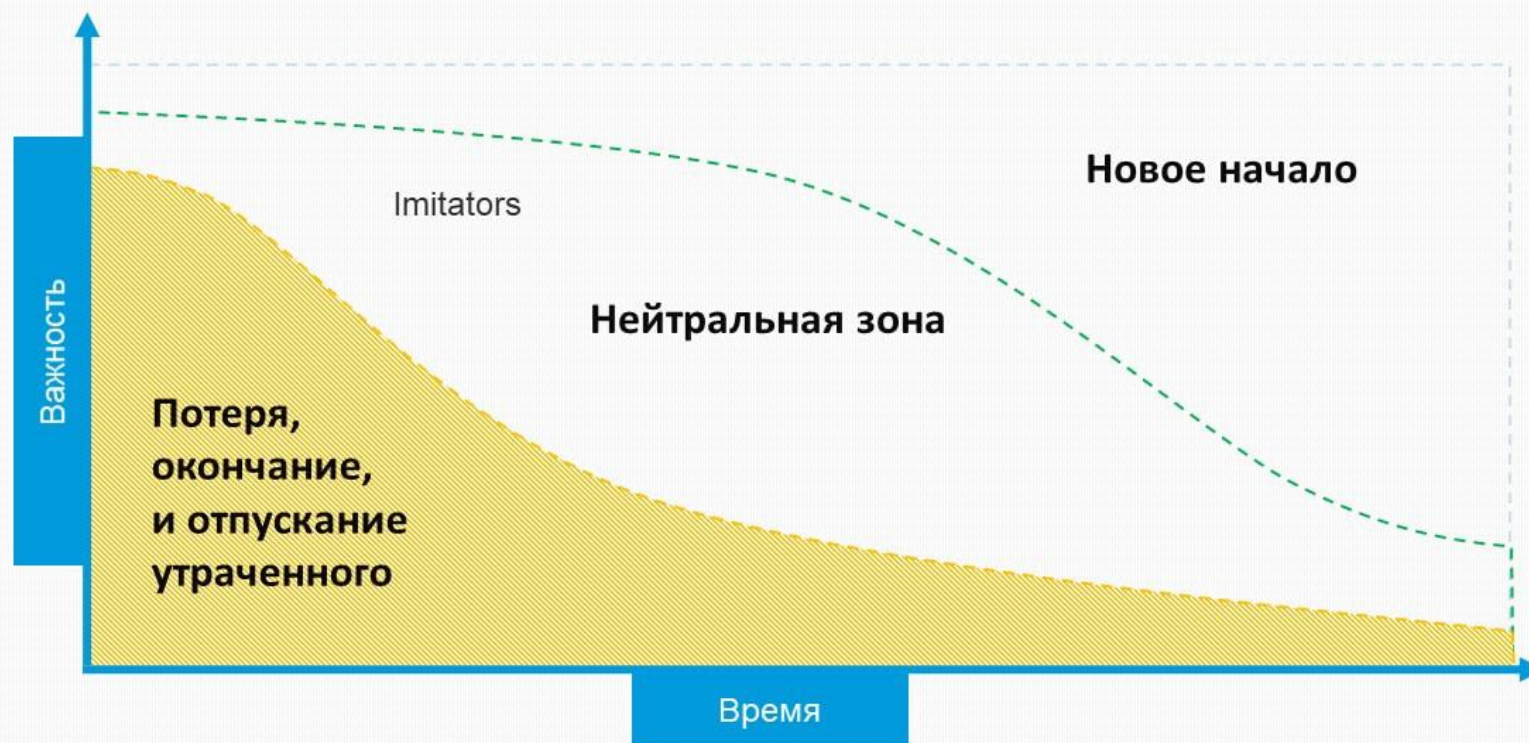 Новое начало
Imitators
Нейтральная зона
Важность
Потеря,
окончание,
и отпускание
утраченного
Время